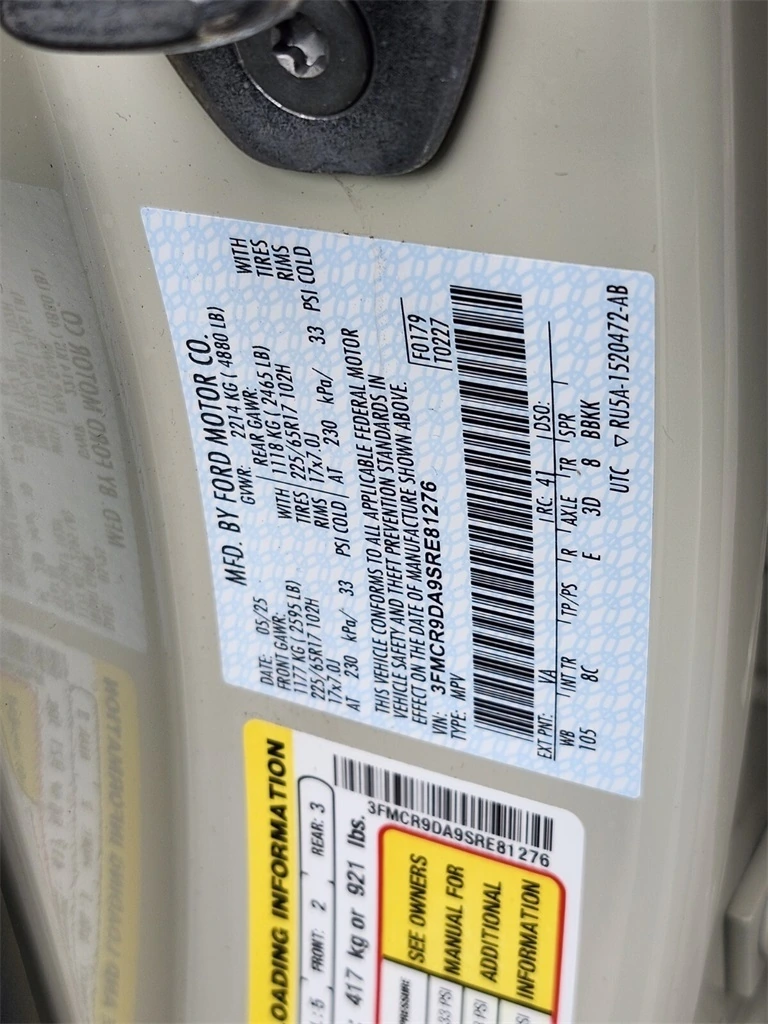 MFD. BY FORD MOTOR CO.
DATE: 05/25 GVWR: 2214 KG ( 4880 LB)
FRONT GAWR: REAR GAWR:
1177 KG ( 2595 LB) WITH 1118 KG ( 2465 LB) WITH
225/65R17 102H TIRES 225/65R17 102H TIRES
17x7.0J RIMS 17x7.0J RIMS
AT 230 kPa/ 33 PSI COLD AT 230 kPa/ 33 PSI COLD
THIS VEHICLE CONFORMS TO ALL APPLICABLE FEDERAL MOTOR
VEHICLE SAFETY AND THEFT PREVENTION STANDARDS IN
EFFECT ON THE DATE OF MANUFACTURE SHOWN ABOVE.
VIN: 3FMCR9DA9SRE81276 F0179
TYPE: MPV T0227
EXT PNT: VA RC: 41 DSO:
WB INT TR TP/PS R AXLE TR SPR
105 8C E 3D 8 BBKK
UTC ▽ RU5A-1520472-AB
OADING INFORMATION
FRONT: 2 REAR: 3
417 kg or 921 lbs.
3FMCR9DA9SRE81276
SEE OWNERS
MANUAL FOR
ADDITIONAL
INFORMATION
33 PSI
PSI